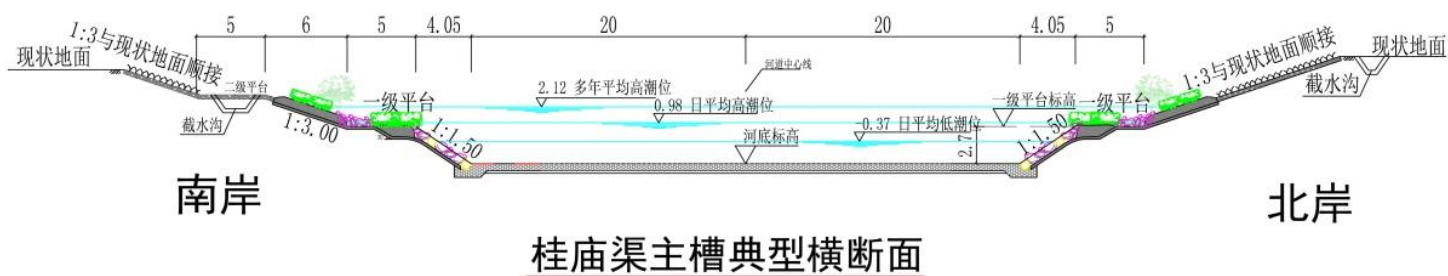 5 6 5 4.05 20 20 4.05 5
1:3与现状地面顺接
现状地面
二级平台
截水沟
1:3.00
一级平台
1:1.50
2.12 多年平均高潮位
0.98 日平均高潮位
河道中心线
河底标高
-0.37 日平均低潮位
一级平台标高
2.7
1:1.50
一级平台
1:3与现状地面顺接
现状地面
截水沟
南岸
北岸
桂庙渠主槽典型横断面